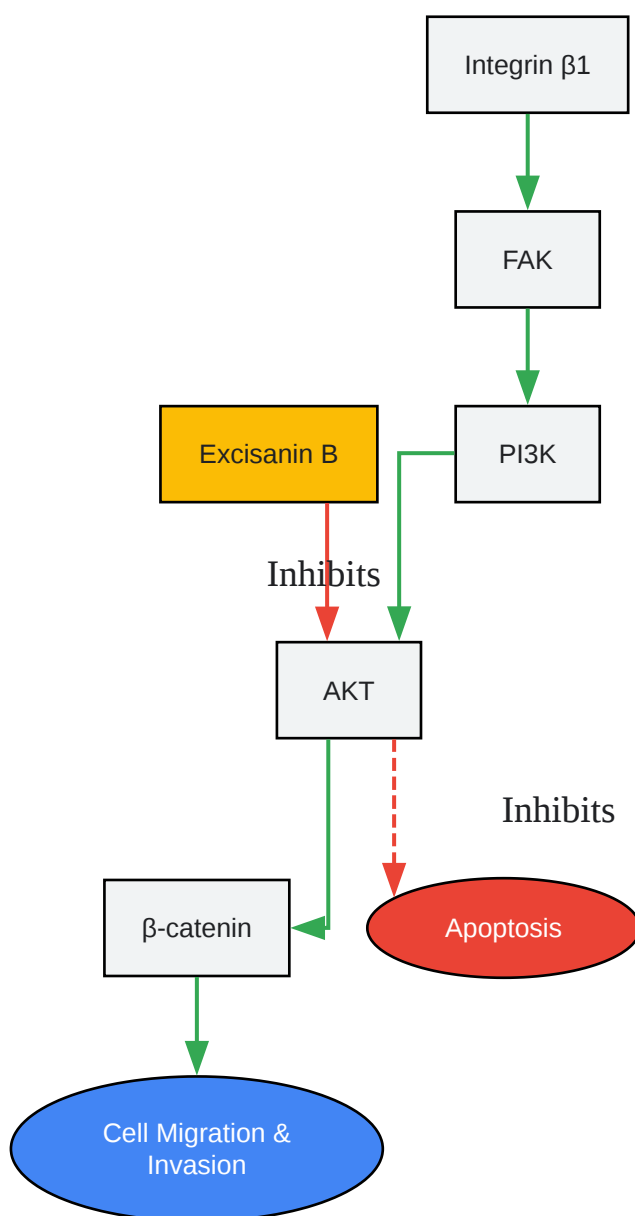 Integrin β1
FAK
Excisanin B
PI3K
Inhibits
AKT
Inhibits
β-catenin
Apoptosis
Cell Migration &
Invasion